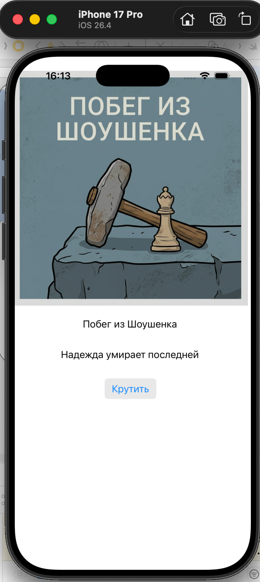 iPhone 17 Pro
iOS 26.4
16:13
ПОБЕГ ИЗ
ШОУШЕНКА
Побег из Шоушенка
Надежда умирает последней
Крутить